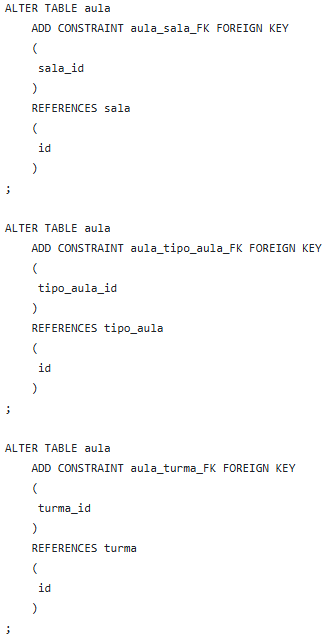 ALTER TABLE aula
ADD CONSTRAINT aula_sala_FK FOREIGN KEY
(
sala_id
)
REFERENCES sala
(
id
)
;
ALTER TABLE aula
ADD CONSTRAINT aula_tipo_aula_FK FOREIGN KEY
(
tipo_aula_id
)
REFERENCES tipo_aula
(
id
)
;
ALTER TABLE aula
ADD CONSTRAINT aula_turma_FK FOREIGN KEY
(
turma_id
)
REFERENCES turma
(
id
)
;